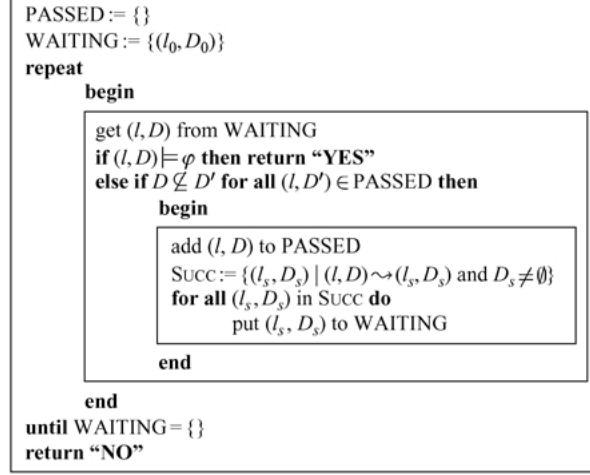 PASSED := {}
WAITING := {(l₀, D₀)}
repeat
begin
get (l, D) from WAITING
if (l, D) ⊨ φ then return “YES”
else if D ⊈ D′ for all (l, D′) ∈ PASSED then
begin
add (l, D) to PASSED
SUCC := {(lₛ, Dₛ) | (l, D) ⤳ (lₛ, Dₛ) and Dₛ ≠ ∅}
for all (lₛ, Dₛ) in SUCC do
put (lₛ, Dₛ) to WAITING
end
end
until WAITING = {}
return “NO”